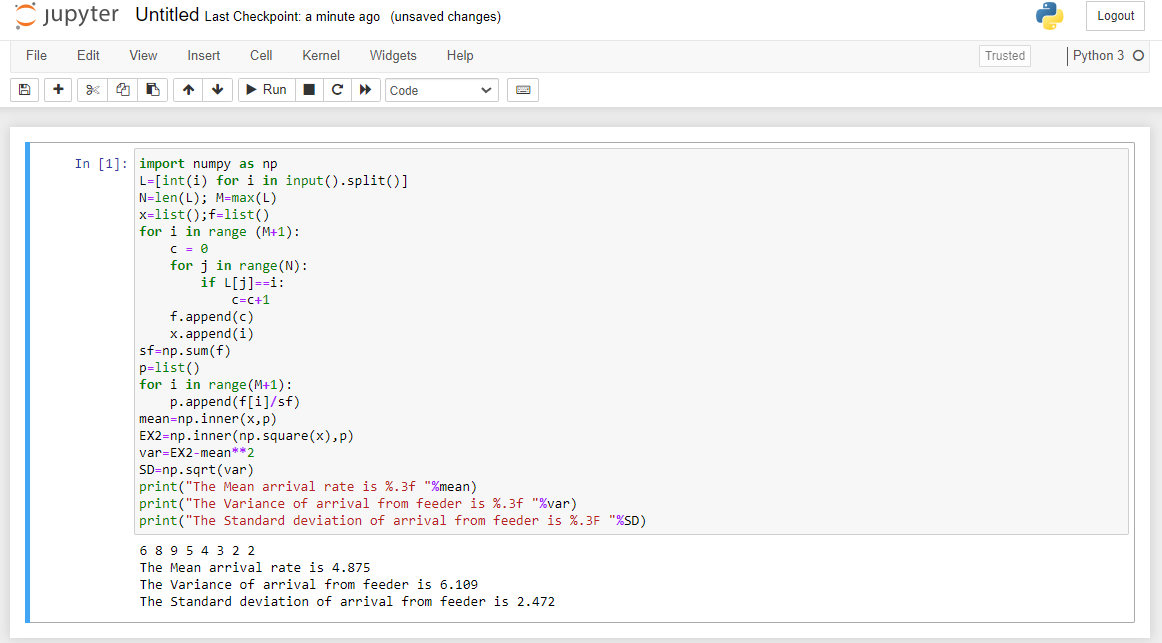 jupyter Untitled Last Checkpoint: a minute ago (unsaved changes) Logout
File Edit View Insert Cell Kernel Widgets Help Trusted Python 3
Run Code
In [1]: import numpy as np
L=[int(i) for i in input().split()]
N=len(L); M=max(L)
x=list();f=list()
for i in range (M+1):
    c = 0
    for j in range(N):
        if L[j]==i:
            c=c+1
    f.append(c)
    x.append(i)
sf=np.sum(f)
p=list()
for i in range(M+1):
    p.append(f[i]/sf)
mean=np.inner(x,p)
EX2=np.inner(np.square(x),p)
var=EX2-mean**2
SD=np.sqrt(var)
print("The Mean arrival rate is %.3f "%mean)
print("The Variance of arrival from feeder is %.3f "%var)
print("The Standard deviation of arrival from feeder is %.3F "%SD)
6 8 9 5 4 3 2 2
The Mean arrival rate is 4.875
The Variance of arrival from feeder is 6.109
The Standard deviation of arrival from feeder is 2.472